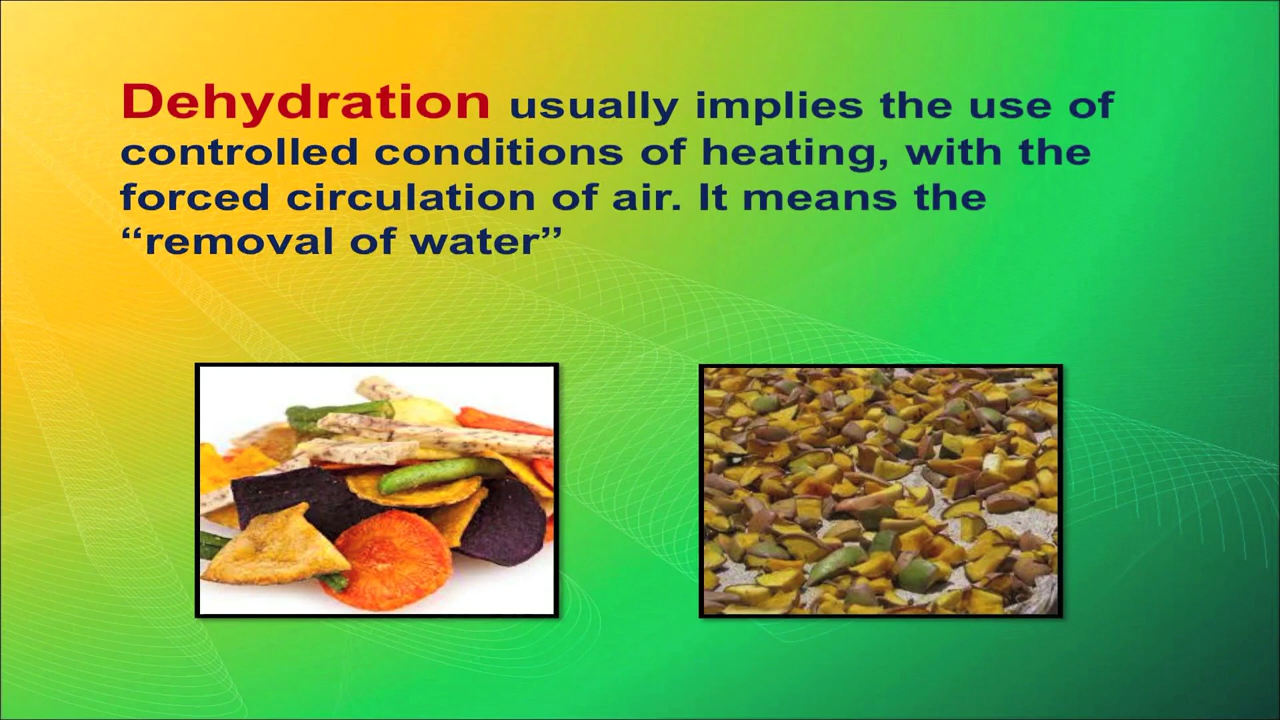 Dehydration usually implies the use of
controlled conditions of heating, with the
forced circulation of air. It means the
“removal of water”